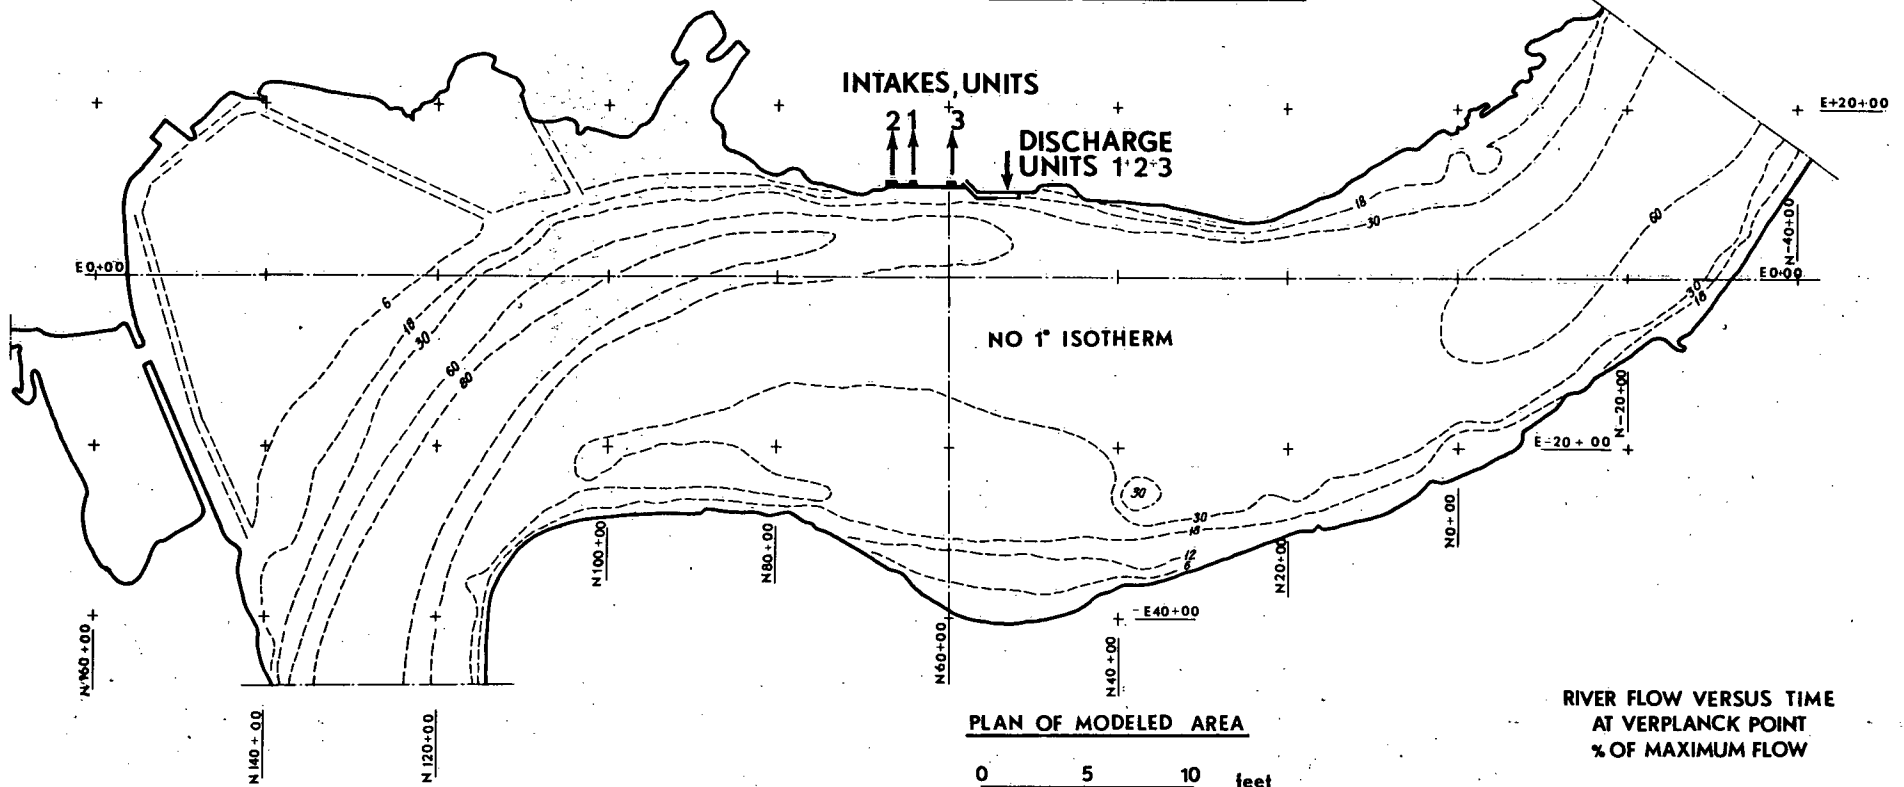 INTAKES, UNITS
2 1 3
DISCHARGE
UNITS 1+2+3
E+20+00
18
30
60
N-40+00
E0+00
E0+00
6
18
30
60
80
30
18
NO 1° ISOTHERM
N-20+00
E-20+00
30
30
18
12
6
N100+00
N80+00
N20+00
N0+00
-E40+00
N160+00
N60+00
N40+00
N140+00
N120+00
PLAN OF MODELED AREA
0 5 10 feet
RIVER FLOW VERSUS TIME
AT VERPLANCK POINT
% OF MAXIMUM FLOW